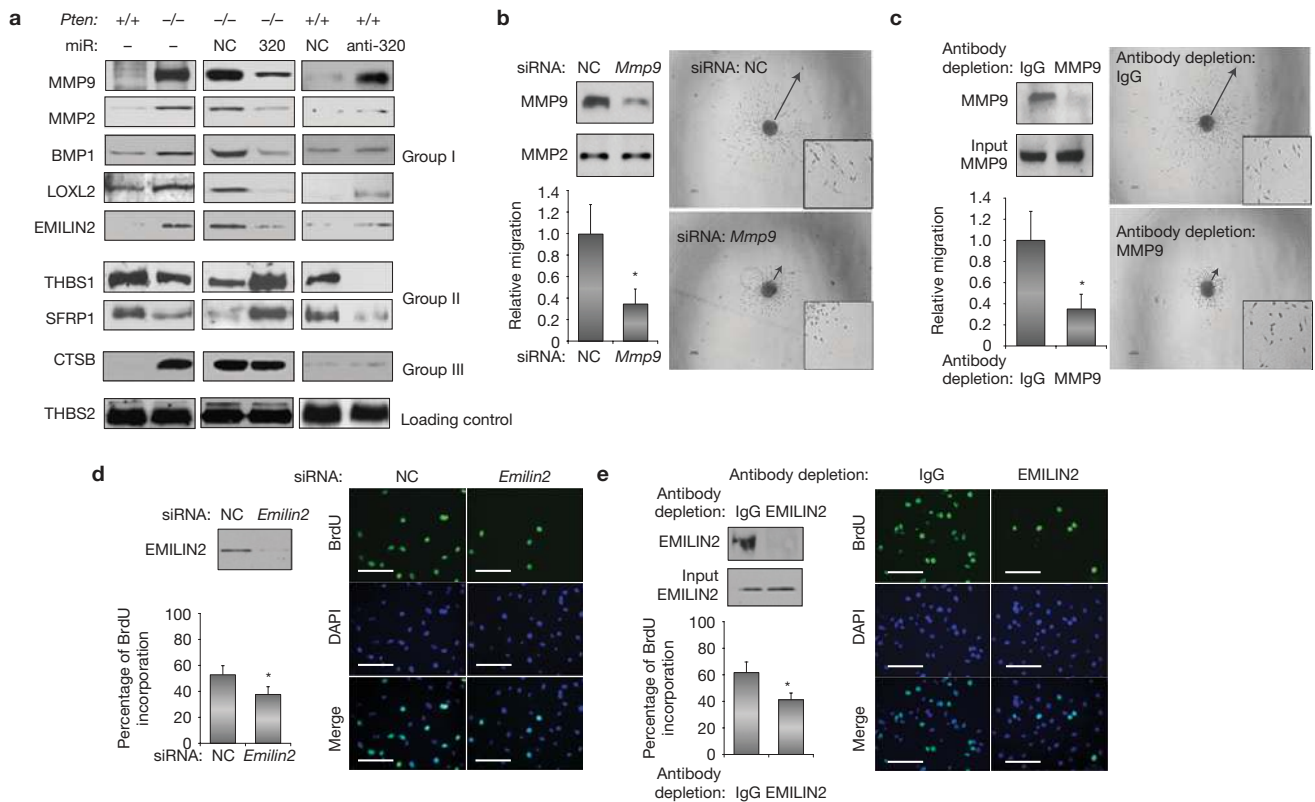 a
Pten: +/+ –/– –/– –/– +/+ +/+
miR: – – NC 320 NC anti-320
MMP9
MMP2
BMP1
Group I
LOXL2
EMILIN2
THBS1
Group II
SFRP1
CTSB
Group III
THBS2
Loading control
b
siRNA: NC Mmp9
MMP9
MMP2
1.4
1.2
1.0
0.8
0.6
0.4
0.2
0
Relative migration
*
siRNA: NC Mmp9
siRNA: NC
siRNA: Mmp9
c
Antibody
depletion: IgG MMP9
MMP9
Input
MMP9
1.4
1.2
1.0
0.8
0.6
0.4
0.2
0
Relative migration
*
Antibody
depletion: IgG MMP9
Antibody depletion:
IgG
Antibody depletion:
MMP9
d
siRNA: NC Emilin2
EMILIN2
100
80
60
40
20
0
Percentage of BrdU
incorporation
*
siRNA: NC Emilin2
siRNA: NC Emilin2
BrdU
DAPI
Merge
e
Antibody depletion: IgG EMILIN2
Antibody
depletion: IgG EMILIN2
EMILIN2
Input
EMILIN2
100
80
60
40
20
0
Percentage of BrdU
incorporation
*
Antibody
depletion: IgG EMILIN2
BrdU
DAPI
Merge